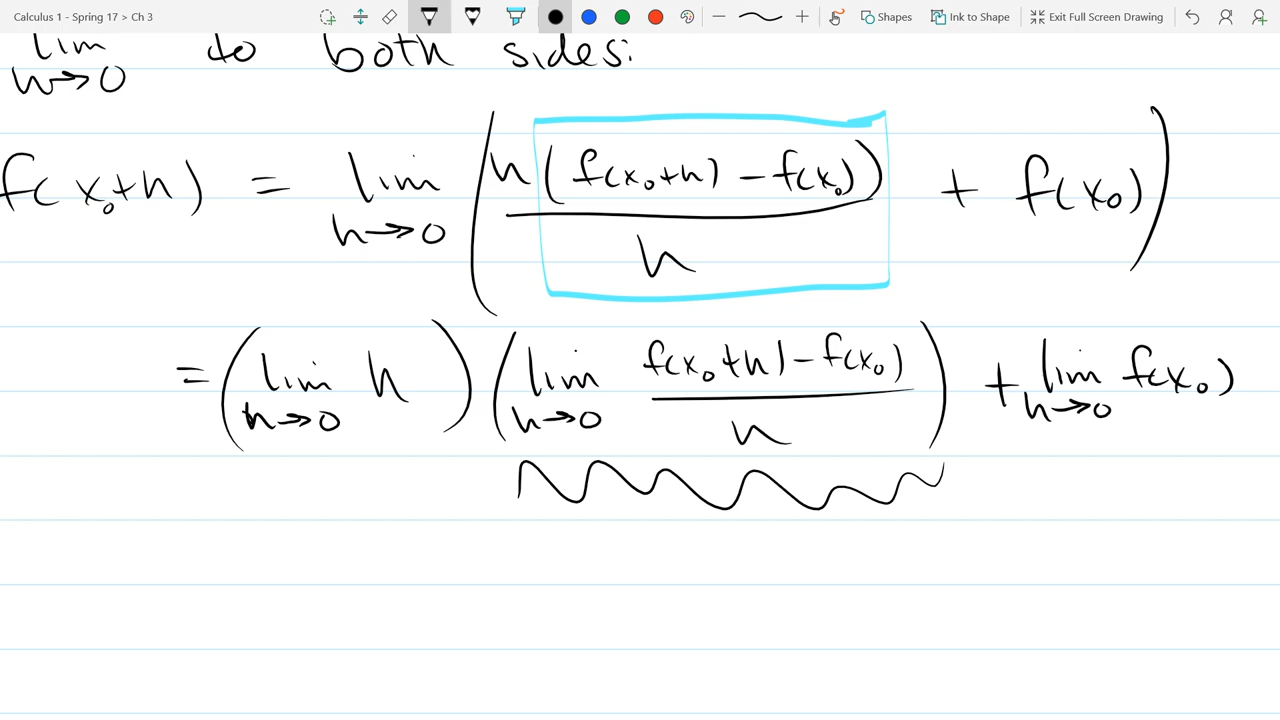 Calculus 1 - Spring 17 > Ch 3
Shapes
Ink to Shape
Exit Full Screen Drawing
lim h→0 to both sides:
f(x₀+h) = lim h→0 ( h(f(x₀+h) - f(x₀)) / h + f(x₀) )
= ( lim h→0 h ) ( lim h→0 f(x₀+h) - f(x₀) / h ) + lim h→0 f(x₀)